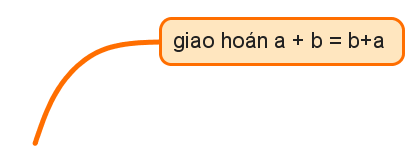 giao hoán a + b = b+a